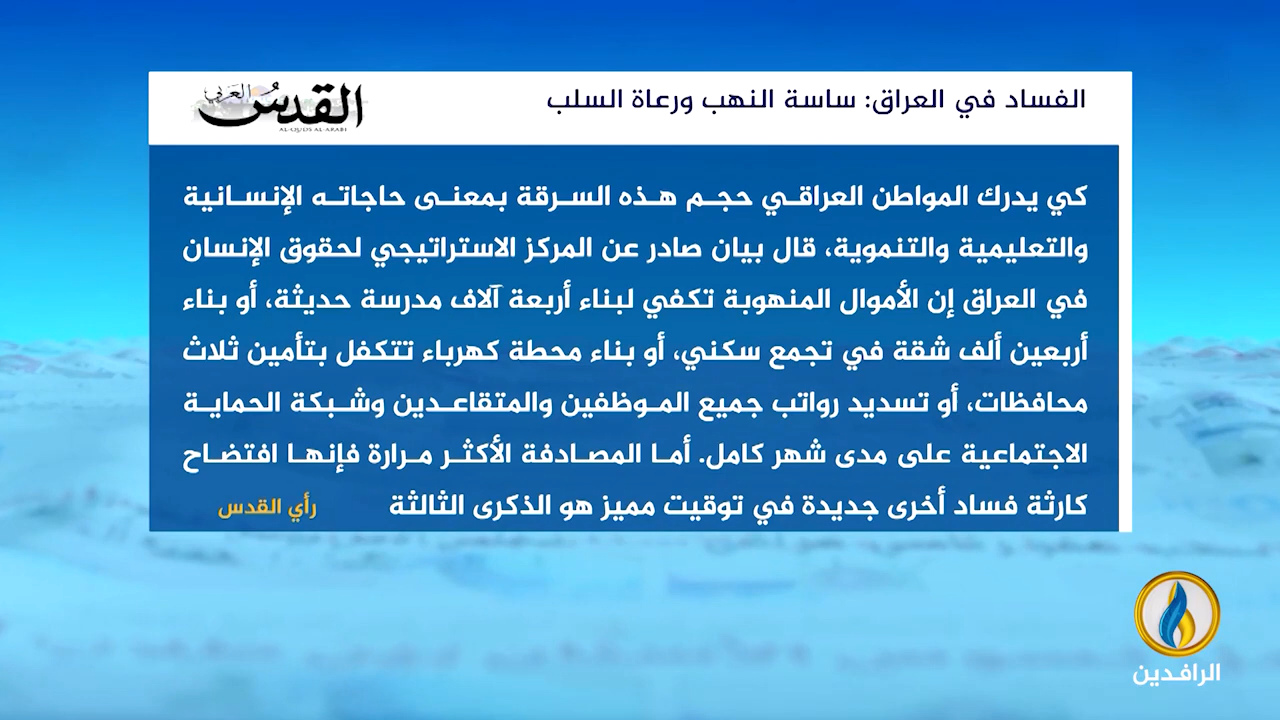 الفساد في العراق: ساسة النهب ورعاة السلب
القدس العربي
AL-QUDS AL-ARABI
كي يدرك المواطن العراقي حجم هذه السرقة بمعنى حاجاته الإنسانية
والتعليمية والتنموية، قال بيان صادر عن المركز الاستراتيجي لحقوق الإنسان
في العراق إن الأموال المنهوبة تكفي لبناء أربعة آلاف مدرسة حديثة، أو بناء
أربعين ألف شقة في تجمع سكني، أو بناء محطة كهرباء تتكفل بتأمين ثلاث
محافظات، أو تسديد رواتب جميع الموظفين والمتقاعدين وشبكة الحماية
الاجتماعية على مدى شهر كامل. أما المصادفة الأكثر مرارة فإنها افتضاح
كارثة فساد أخرى جديدة في توقيت مميز هو الذكرى الثالثة
رأي القدس
الرافدين